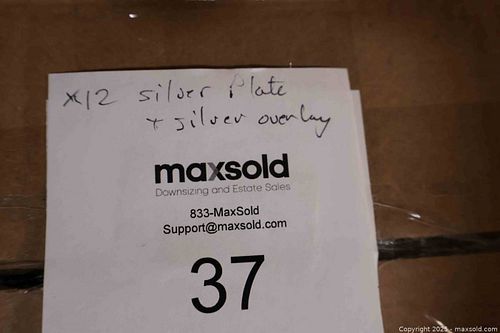 x12 silver Plate
+ silver overlay
maxsold
Downsizing and Estate Sales
833-MaxSold
Support@maxsold.com
37
Copyright 2025 - maxsold.com